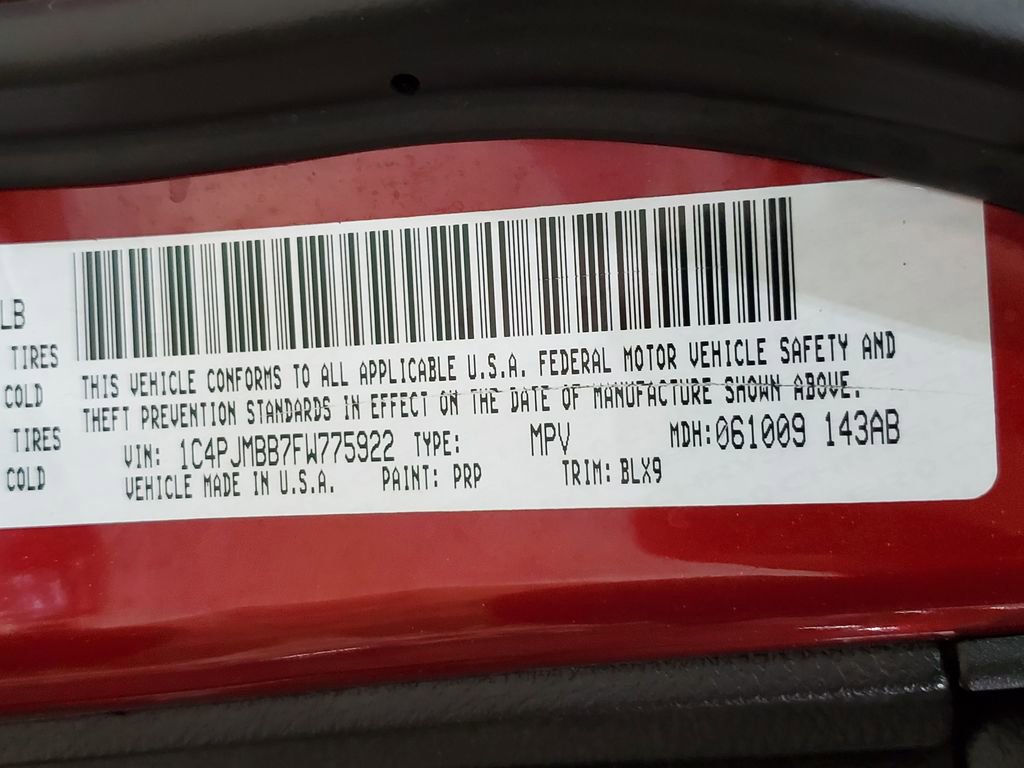 LB
TIRES
COLD
TIRES
COLD
THIS VEHICLE CONFORMS TO ALL APPLICABLE U.S.A. FEDERAL MOTOR VEHICLE SAFETY AND
THEFT PREVENTION STANDARDS IN EFFECT ON THE DATE OF MANUFACTURE SHOWN ABOVE.
VIN: 1C4PJMBB7FW775922 TYPE: MPV MDH:061009 143AB
VEHICLE MADE IN U.S.A. PAINT: PRP TRIM: BLX9